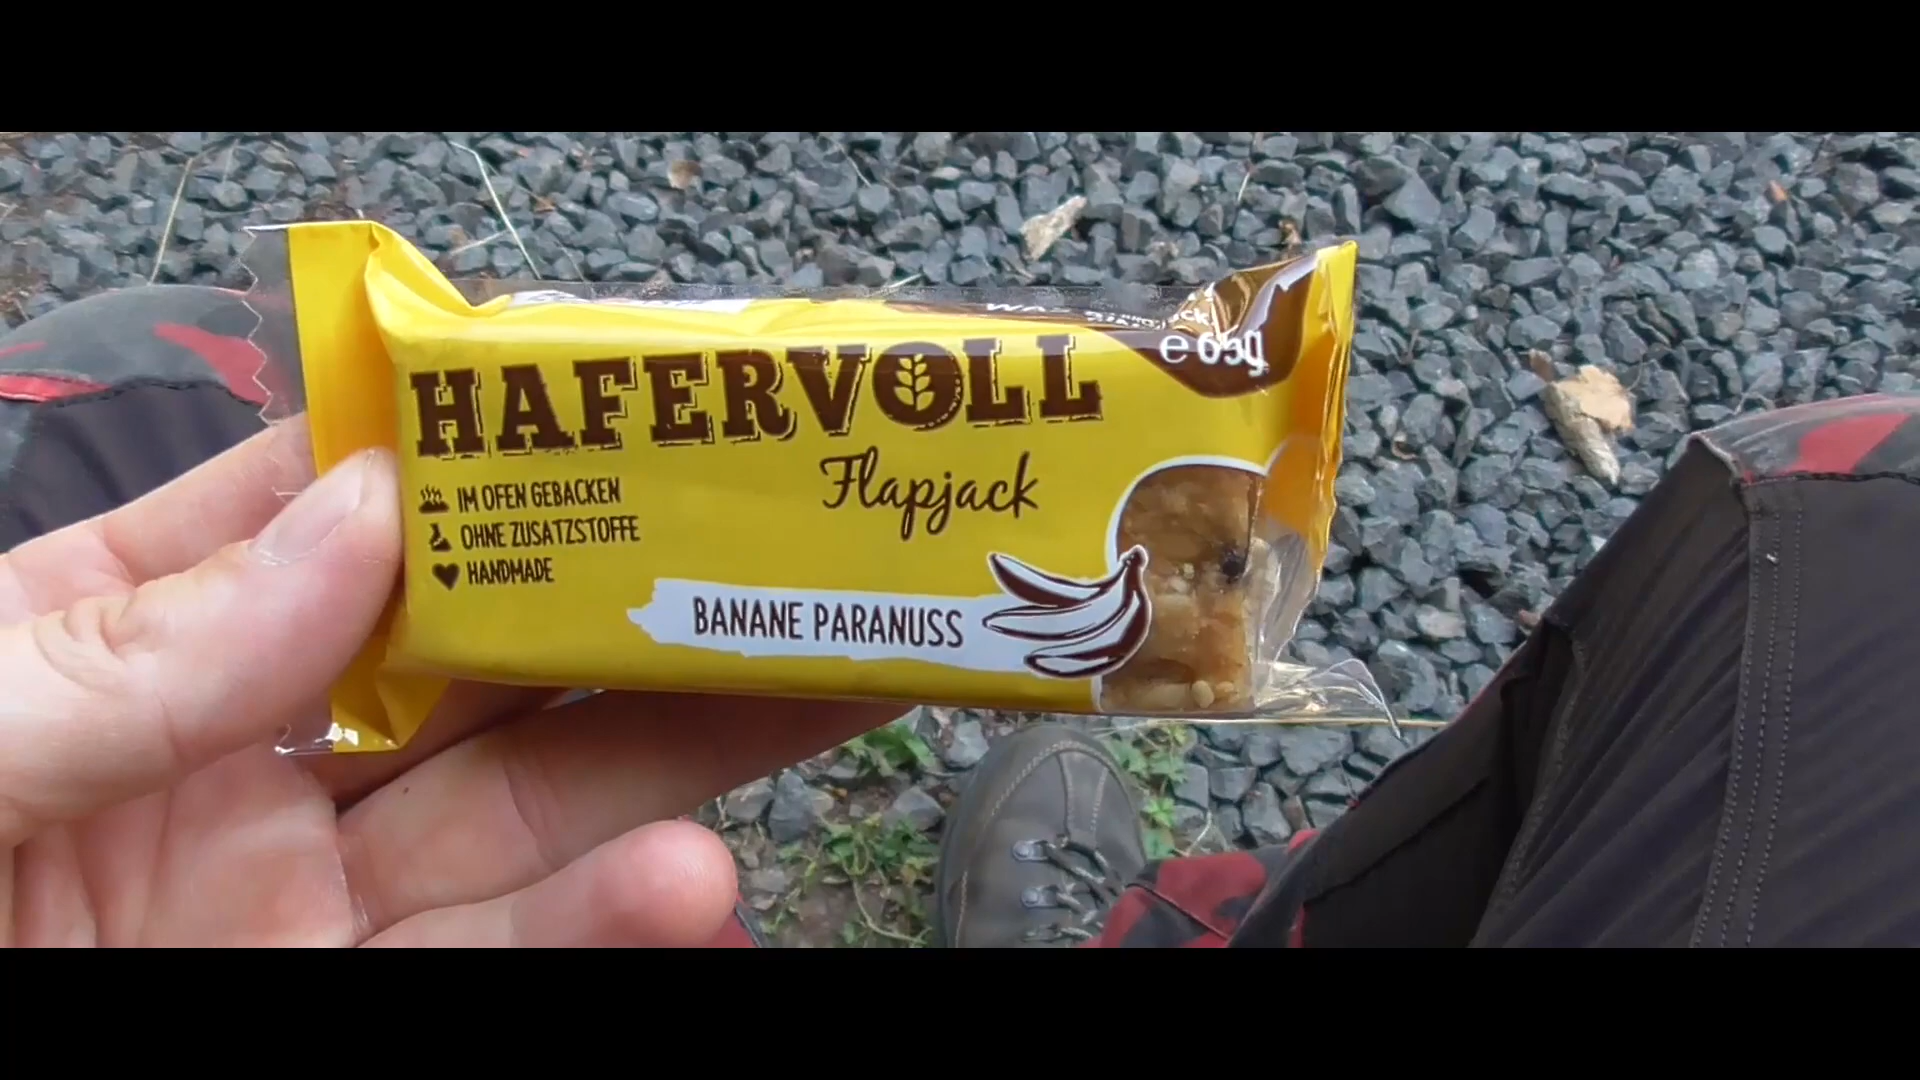 e 65g
HAFERVOLL
Flapjack
IM OFEN GEBACKEN
OHNE ZUSATZSTOFFE
HANDMADE
BANANE PARANUSS